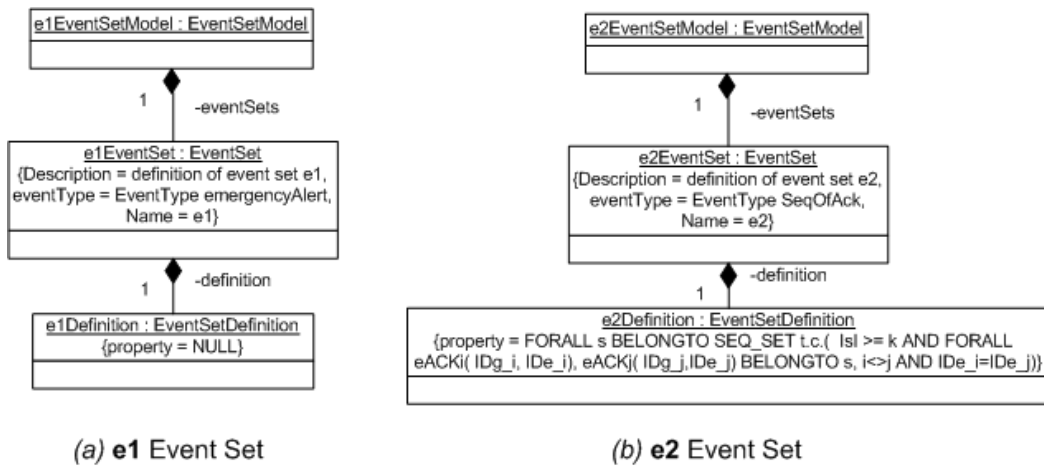 e1EventSetModel : EventSetModel
1
-eventSets
e1EventSet : EventSet
{Description = definition of event set e1,
eventType = EventType emergencyAlert,
Name = e1}
-definition
1
e1Definition : EventSetDefinition
{property = NULL}
(a) e1 Event Set
e2EventSetModel : EventSetModel
1
-eventSets
e2EventSet : EventSet
{Description = definition of event set e2,
eventType = EventType SeqOfAck,
Name = e2}
-definition
1
e2Definition : EventSetDefinition
{property = FORALL s BELONGTO SEQ_SET t.c.( |s| >= k AND FORALL
eACKi( IDg_i, IDe_i), eACKj( IDg_j,IDe_j) BELONGTO s, i<>j AND IDe_i=IDe_j)}
(b) e2 Event Set